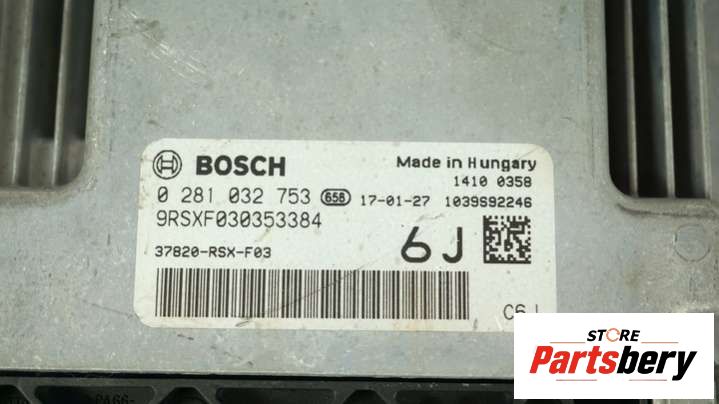 BOSCH
Made in Hungary
1410 0358
0 281 032 753 658 17-01-27 1039S92246
9RSXF030353384
37820-RSX-F03
6J
C6J
PA66-
STORE
Partsbery